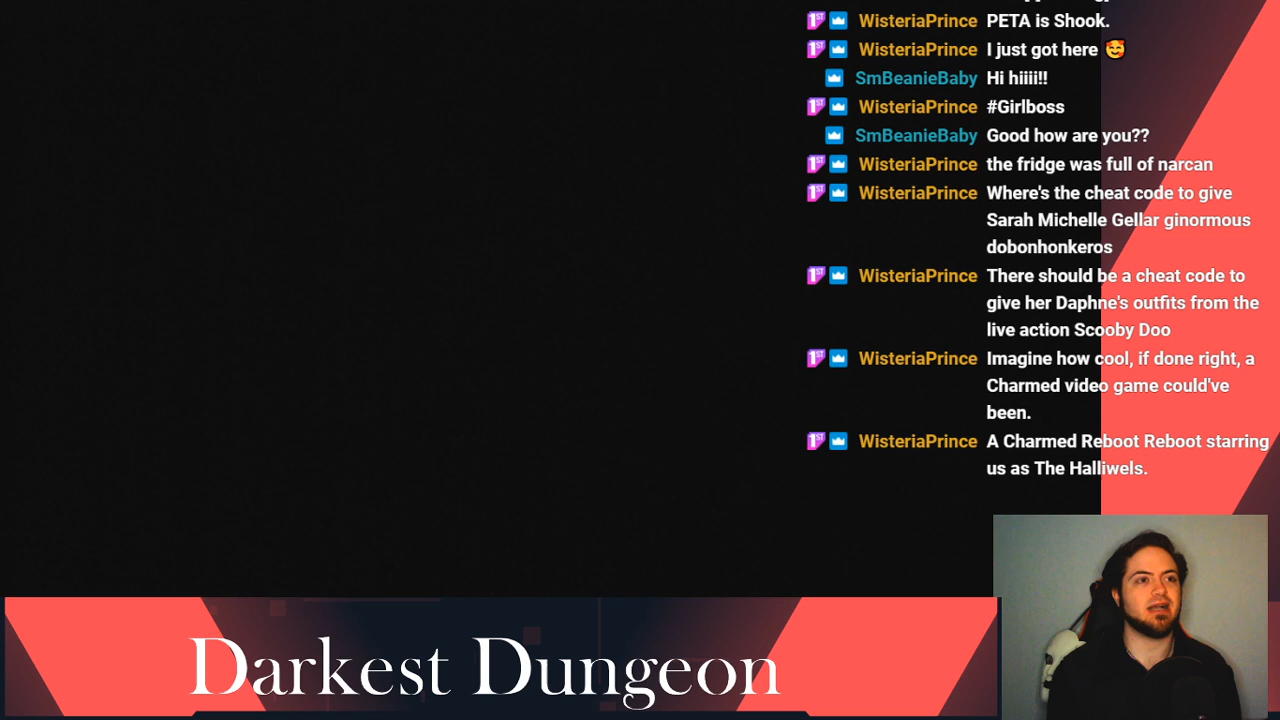 WisteriaPrince PETA is Shook.
WisteriaPrince I just got here 🥰
SmBeanieBaby Hi hiiii!!
WisteriaPrince #Girlboss
SmBeanieBaby Good how are you??
WisteriaPrince the fridge was full of narcan
WisteriaPrince Where's the cheat code to give
Sarah Michelle Gellar ginormous
dobonhonkeros
WisteriaPrince There should be a cheat code to
give her Daphne's outfits from the
live action Scooby Doo
WisteriaPrince Imagine how cool, if done right, a
Charmed video game could've
been.
WisteriaPrince A Charmed Reboot Reboot starring
us as The Halliwels.
Darkest Dungeon